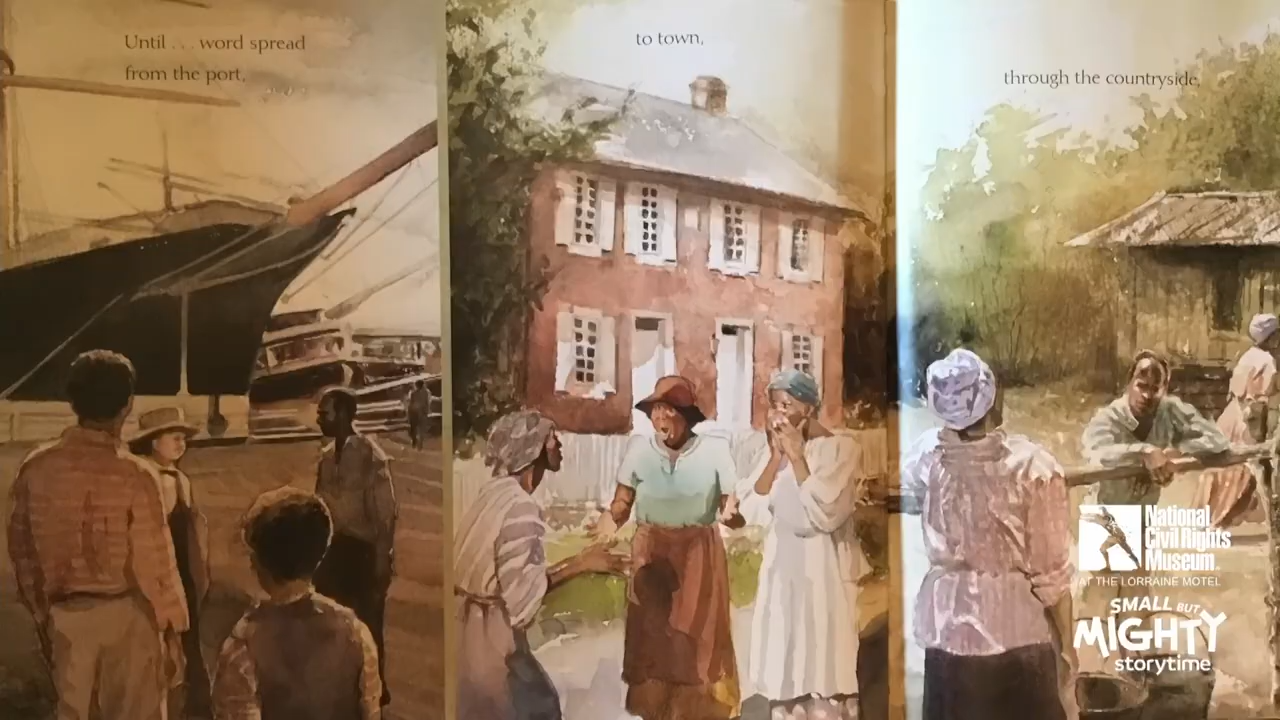 Until . . . word spread
from the port,
to town,
through the countryside,
National
Civil Rights
Museum
AT THE LORRAINE MOTEL
SMALL BUT
MIGHTY
storytime